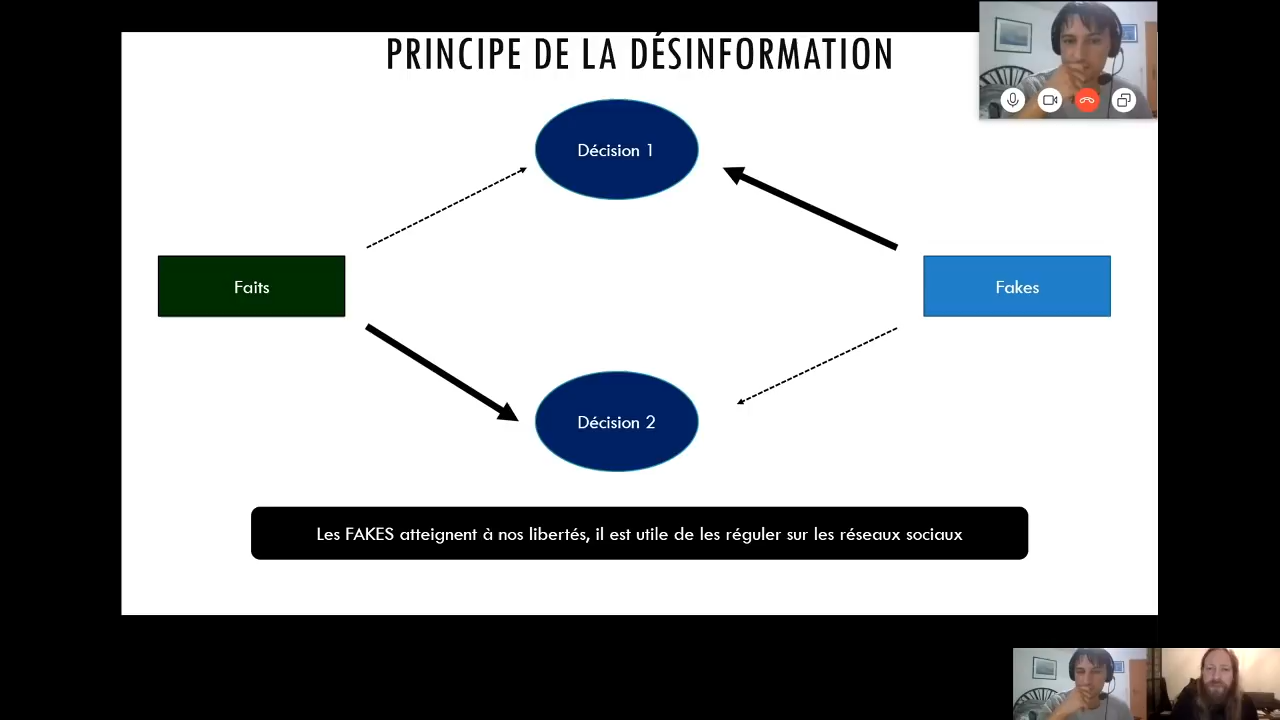 PRINCIPE DE LA DÉSINFORMATION
Décision 1
Faits
Fakes
Décision 2
Les FAKES atteignent à nos libertés, il est utile de les réguler sur les réseaux sociaux